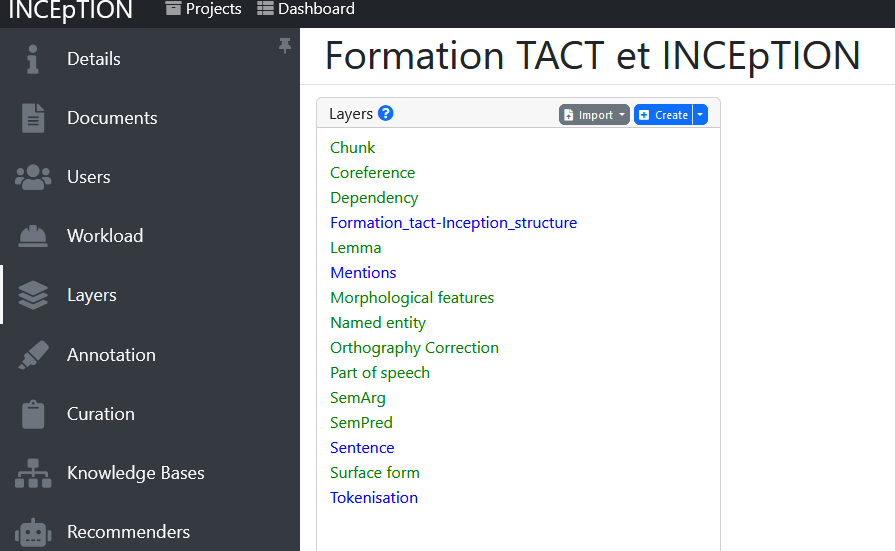 INCEpTION Projects Dashboard
Details
Documents
Users
Workload
Layers
Annotation
Curation
Knowledge Bases
Recommenders
Formation TACT et INCEpTION
Layers Import Create
Chunk
Coreference
Dependency
Formation_tact-Inception_structure
Lemma
Mentions
Morphological features
Named entity
Orthography Correction
Part of speech
SemArg
SemPred
Sentence
Surface form
Tokenisation